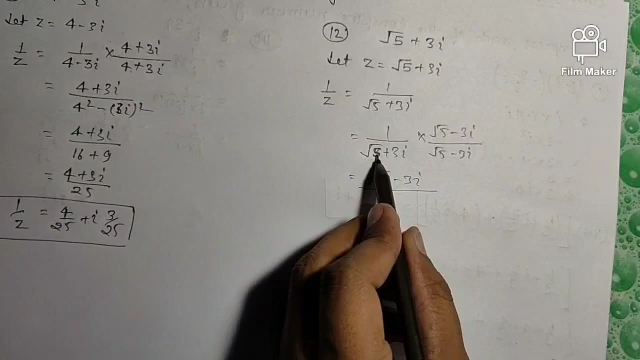 Let z = 4 - 3i
1/z = 1/(4-3i) × (4+3i)/(4+3i)
= (4+3i)/(4² - (3i)²)
= (4+3i)/(16+9)
= (4+3i)/25
1/z = 4/25 + i 3/25
(12) √5 + 3i
Let z = √5 + 3i
1/z = 1/(√5+3i)
= 1/(√5+3i) × (√5-3i)/(√5-3i)
= - 3i
Film Maker